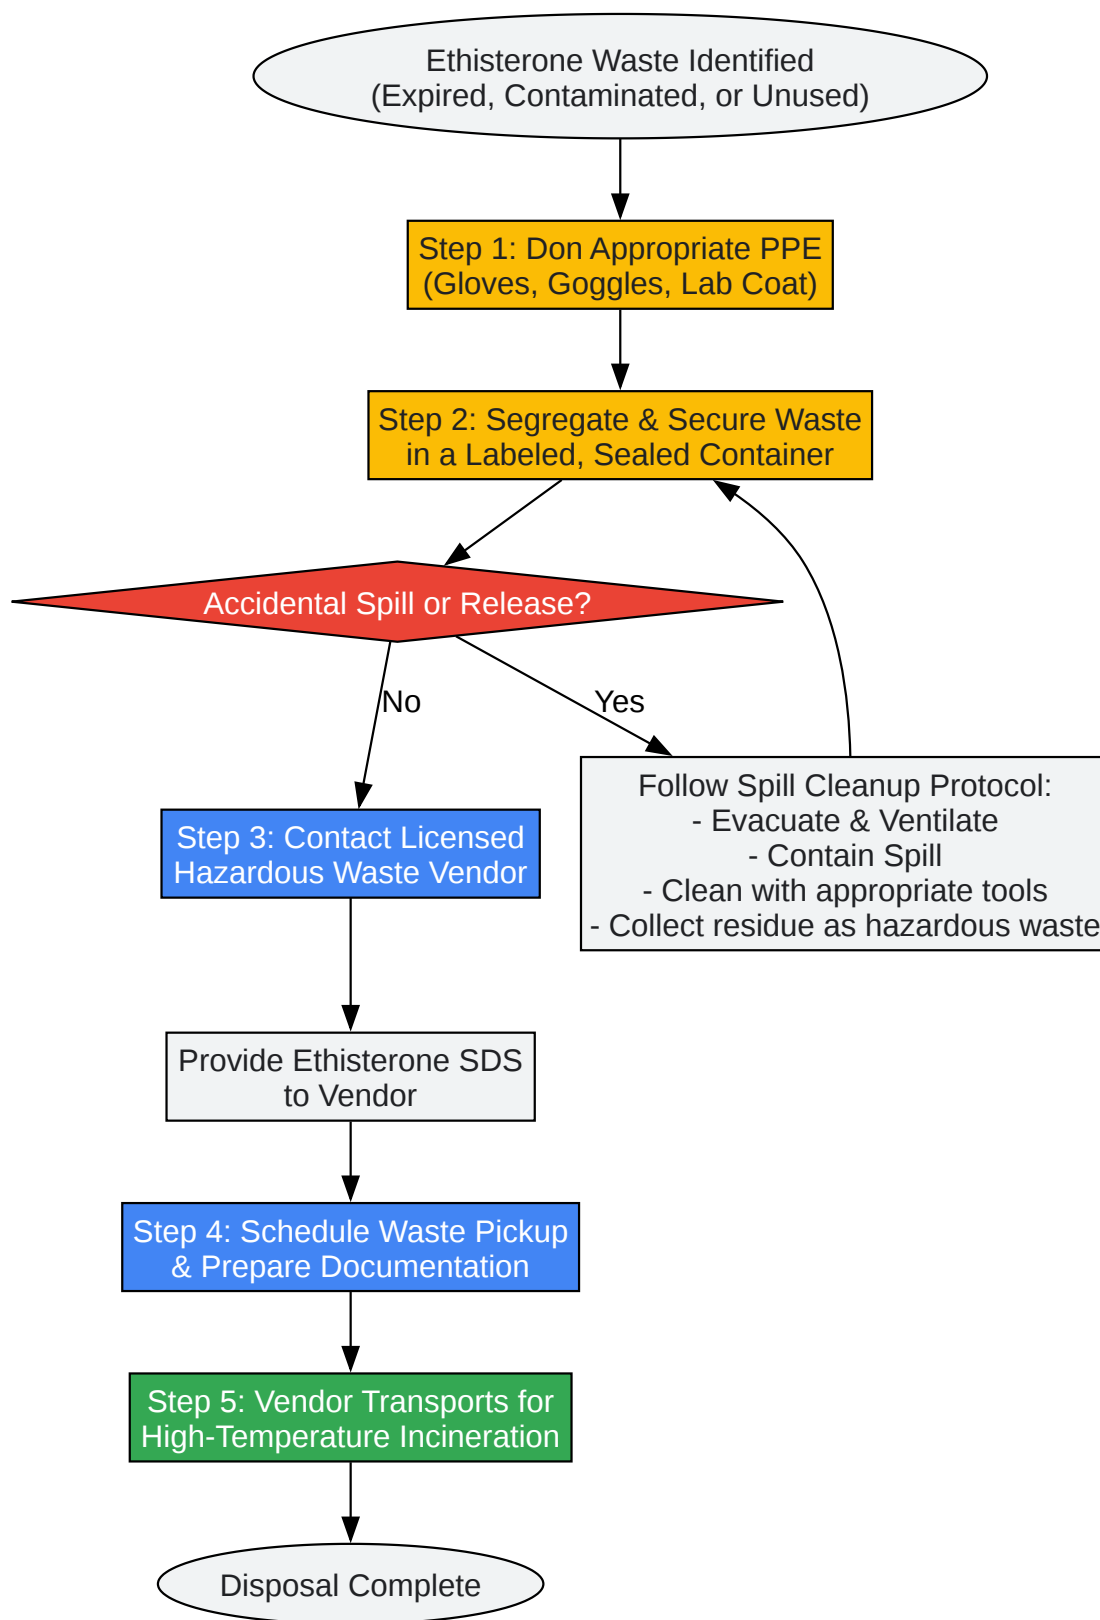 Ethisterone Waste Identified
(Expired, Contaminated, or Unused)
Step 1: Don Appropriate PPE
(Gloves, Goggles, Lab Coat)
Step 2: Segregate & Secure Waste
in a Labeled, Sealed Container
Accidental Spill or Release?
No
Yes
Follow Spill Cleanup Protocol:
- Evacuate & Ventilate
- Contain Spill
- Clean with appropriate tools
- Collect residue as hazardous waste
Step 3: Contact Licensed
Hazardous Waste Vendor
Provide Ethisterone SDS
to Vendor
Step 4: Schedule Waste Pickup
& Prepare Documentation
Step 5: Vendor Transports for
High-Temperature Incineration
Disposal Complete